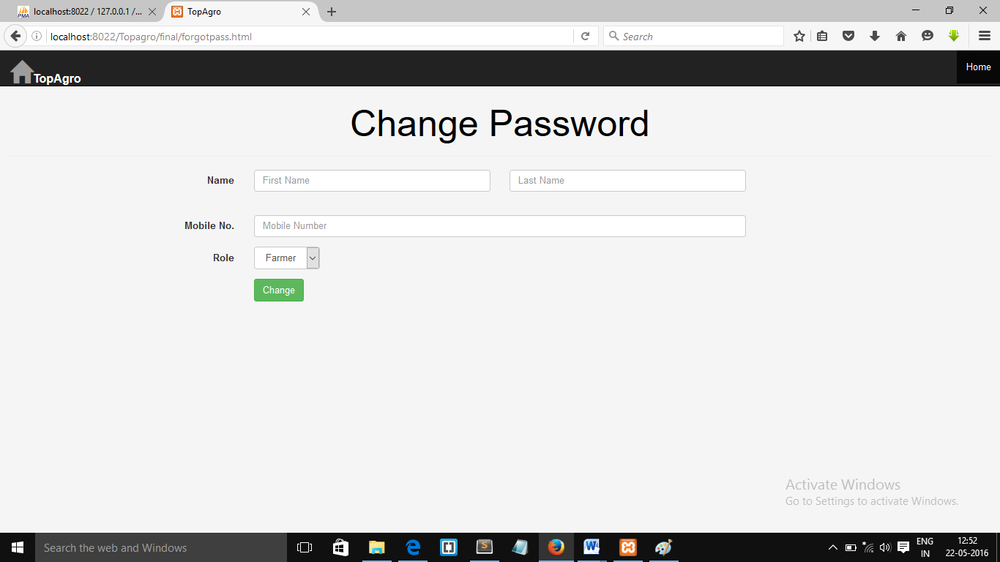 localhost:8022 / 127.0.0.1 /... TopAgro
localhost:8022/Topagro/final/forgotpass.html Search
TopAgro Home
Change Password
Name First Name Last Name
Mobile No. Mobile Number
Role Farmer
Change
Activate Windows
Go to Settings to activate Windows.
Search the web and Windows
ENG
IN
12:52
22-05-2016